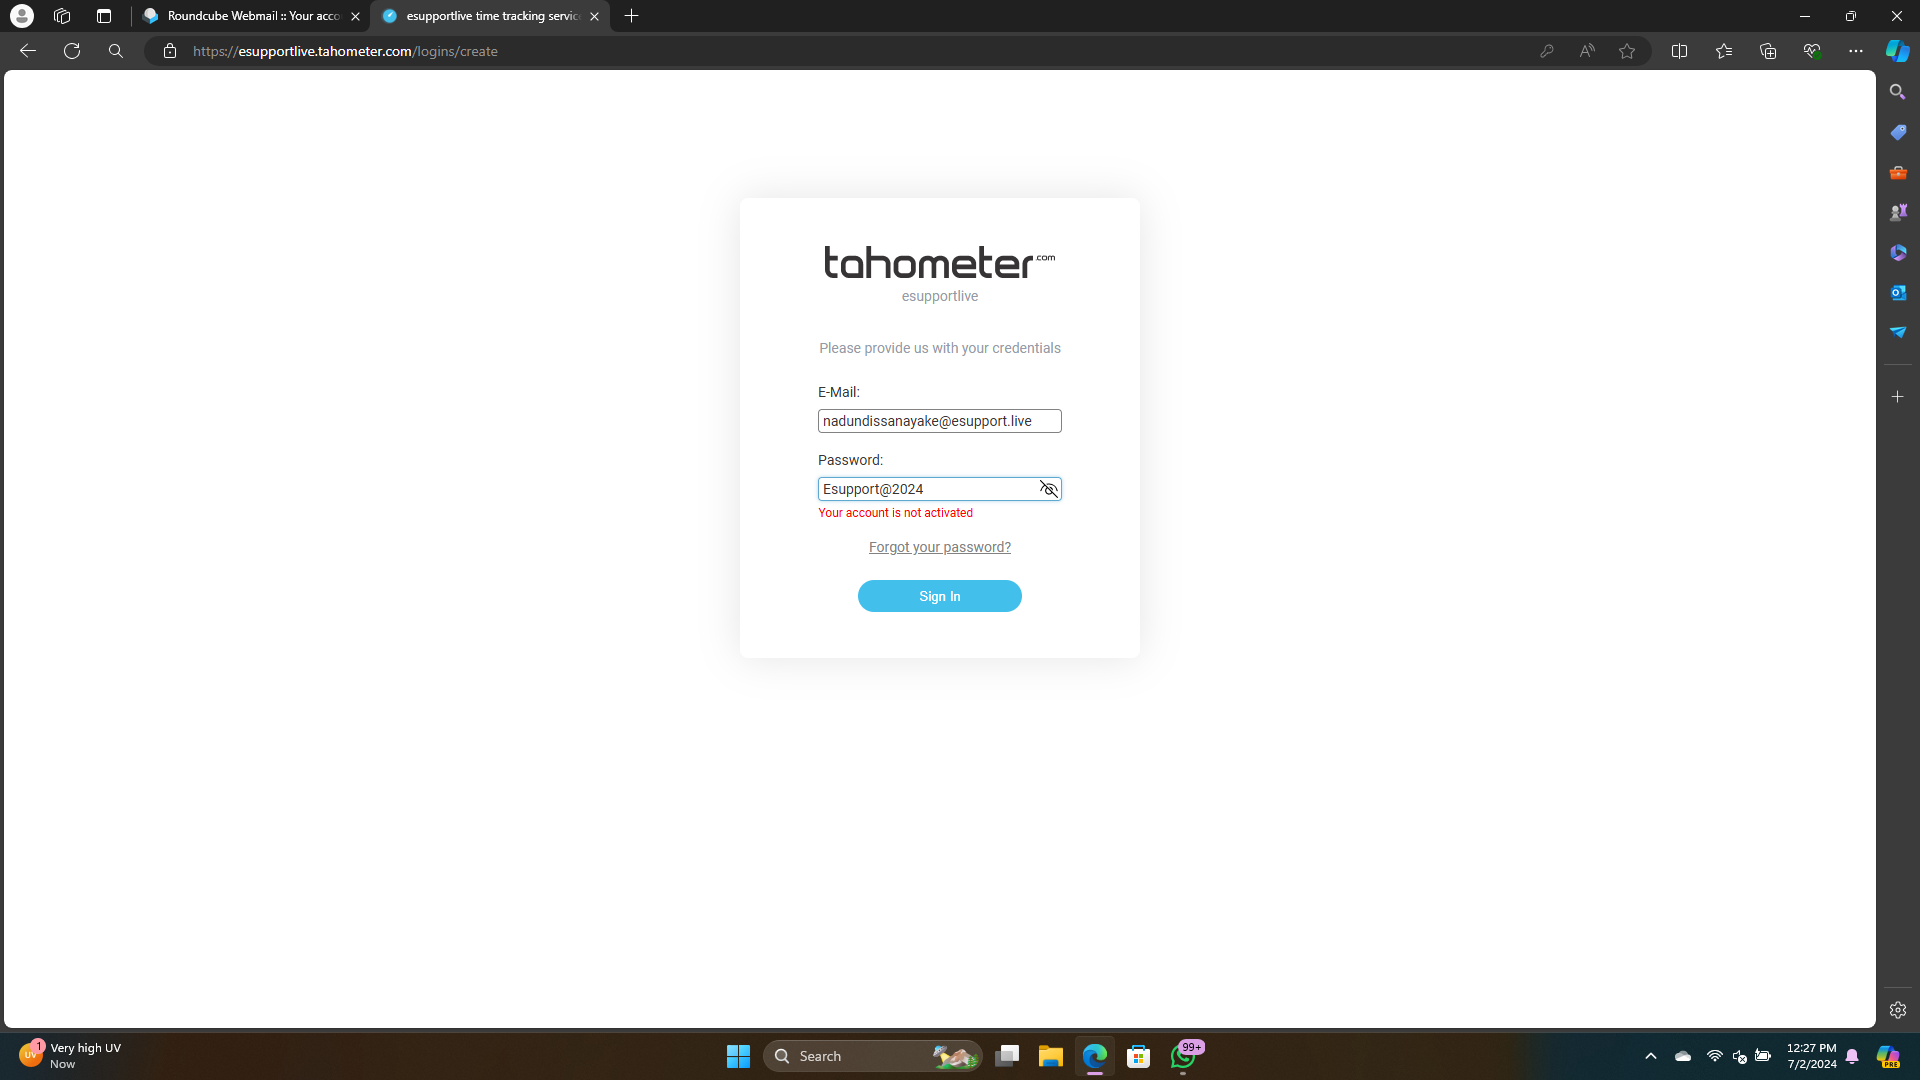 Roundcube Webmail :: Your acco
esupportlive time tracking servic
https://esupportlive.tahometer.com/logins/create
tahometer.com
esupportlive
Please provide us with your credentials
E-Mail:
nadundissanayake@esupport.live
Password:
Esupport@2024
Your account is not activated
Forgot your password?
Sign In
UV
1
Very high UV
Now
Search
99+
12:27 PM
7/2/2024
PRE